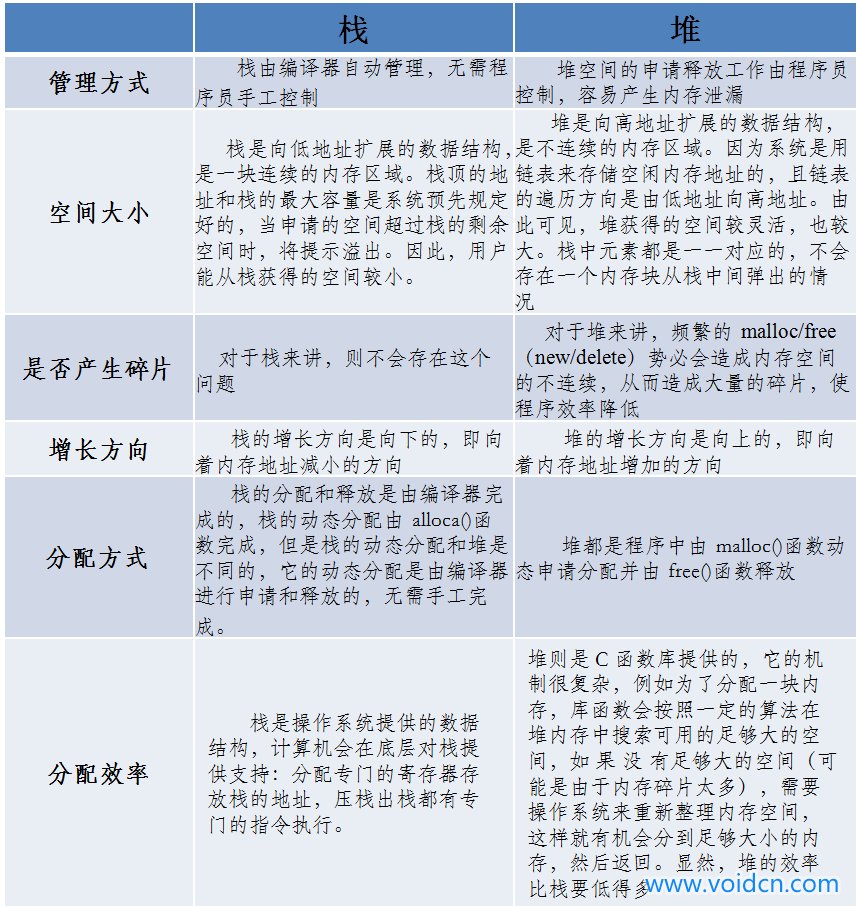 栈
堆
管理方式
栈由编译器自动管理，无需程
序员手工控制
堆空间的申请释放工作由程序员
控制，容易产生内存泄漏
空间大小
栈是向低地址扩展的数据结构，
是一块连续的内存区域。栈顶的地
址和栈的最大容量是系统预先规定
好的，当申请的空间超过栈的剩余
空间时，将提示溢出。因此，用户
能从栈获得的空间较小。
堆是向高地址扩展的数据结构，
是不连续的内存区域。因为系统是用
链表来存储空闲内存地址的，且链表
的遍历方向是由低地址向高地址。由
此可见，堆获得的空间较灵活，也较
大。栈中元素都是一一对应的，不会
存在一个内存块从栈中间弹出的情
况
是否产生碎片
对于栈来讲，则不会存在这个
问题
对于堆来讲，频繁的 malloc/free
（new/delete）势必会造成内存空间
的不连续，从而造成大量的碎片，使
程序效率降低
增长方向
栈的增长方向是向下的，即向
着内存地址减小的方向
堆的增长方向是向上的，即向
着内存地址增加的方向
分配方式
栈的分配和释放是由编译器完
成的，栈的动态分配由 alloca()函
数完成，但是栈的动态分配和堆是
不同的，它的动态分配是由编译器
进行申请和释放的，无需手工完
成。
堆都是程序中由 malloc()函数动
态申请分配并由 free()函数释放
分配效率
栈是操作系统提供的数据
结构，计算机会在底层对栈提
供支持：分配专门的寄存器存
放栈的地址，压栈出栈都有专
门的指令执行。
堆则是 C 函数库提供的，它的机
制很复杂，例如为了分配一块内
存，库函数会按照一定的算法在
堆内存中搜索可用的足够大的空
间，如果没有足够大的空间（可
能是由于内存碎片太多），需要
操作系统来重新整理内存空间，
这样就有机会分到足够大小的内
存，然后返回。显然，堆的效率
比栈要低得多
www.voidcn.com